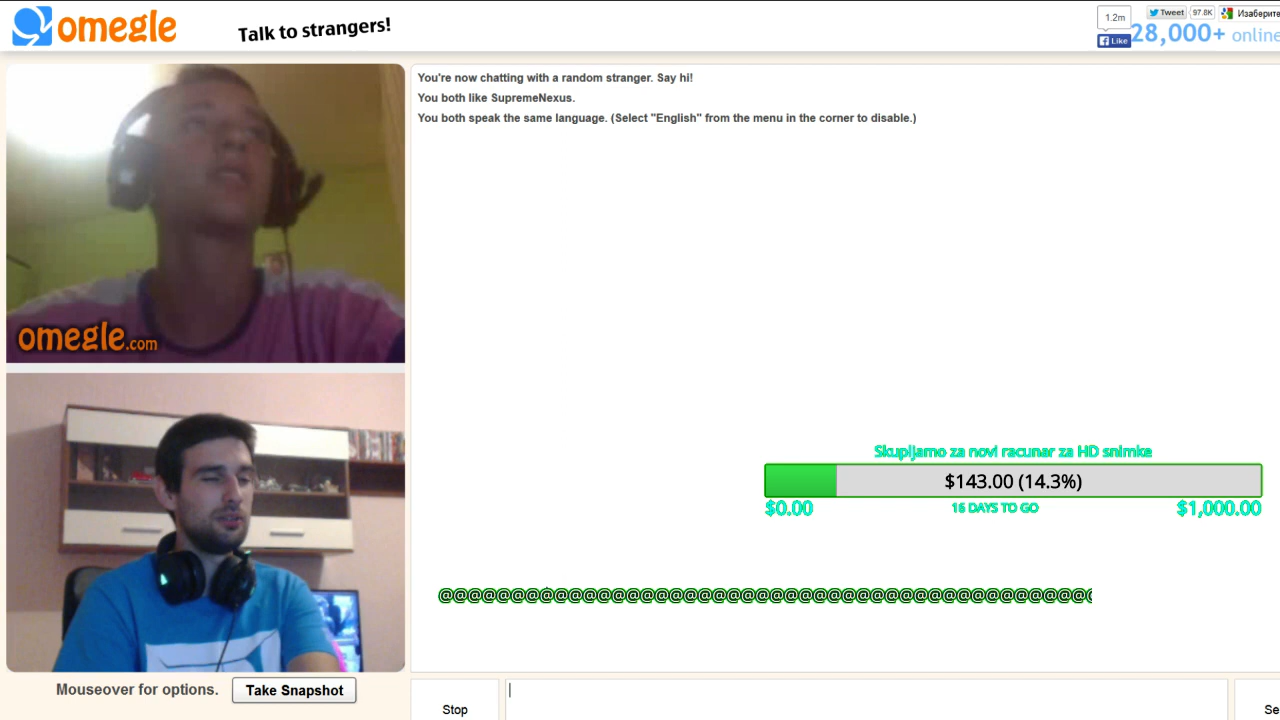 omegle
Talk to strangers!
1.2m
Like
Tweet
97.8K
Изаберите
28,000+ online
You're now chatting with a random stranger. Say hi!
You both like SupremeNexus.
You both speak the same language. (Select "English" from the menu in the corner to disable.)
omegle.com
Skupljamo za novi racunar za HD snimke
$143.00 (14.3%)
$0.00
16 DAYS TO GO
$1,000.00
@@@@@@@@@@@@@@@@@@@@@@@@@@@@@@@@@@@@@@@@@@@@@
Mouseover for options.
Take Snapshot
Stop
Se